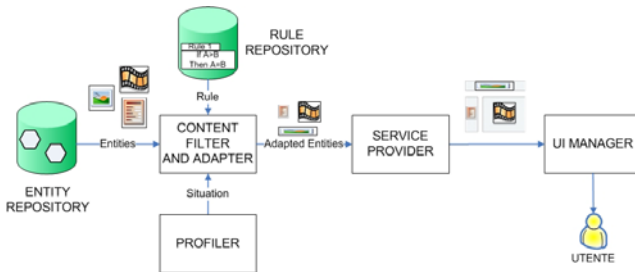 RULE
REPOSITORY
Rule 1
If A>B
Then A=B
Rule
Entities
CONTENT
FILTER
AND ADAPTER
Adapted Entities
SERVICE
PROVIDER
UI MANAGER
ENTITY
REPOSITORY
Situation
PROFILER
UTENTE